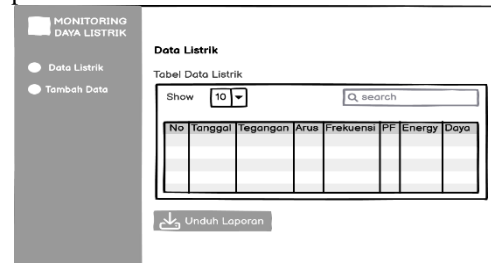 MONITORING
DAYA LISTRIK
Data Listrik
Tambah Data
Data Listrik
Tabel Data Listrik
Show 10 search
No Tanggal Tegangan Arus Frekuensi PF Energy Daya
Unduh Laporan